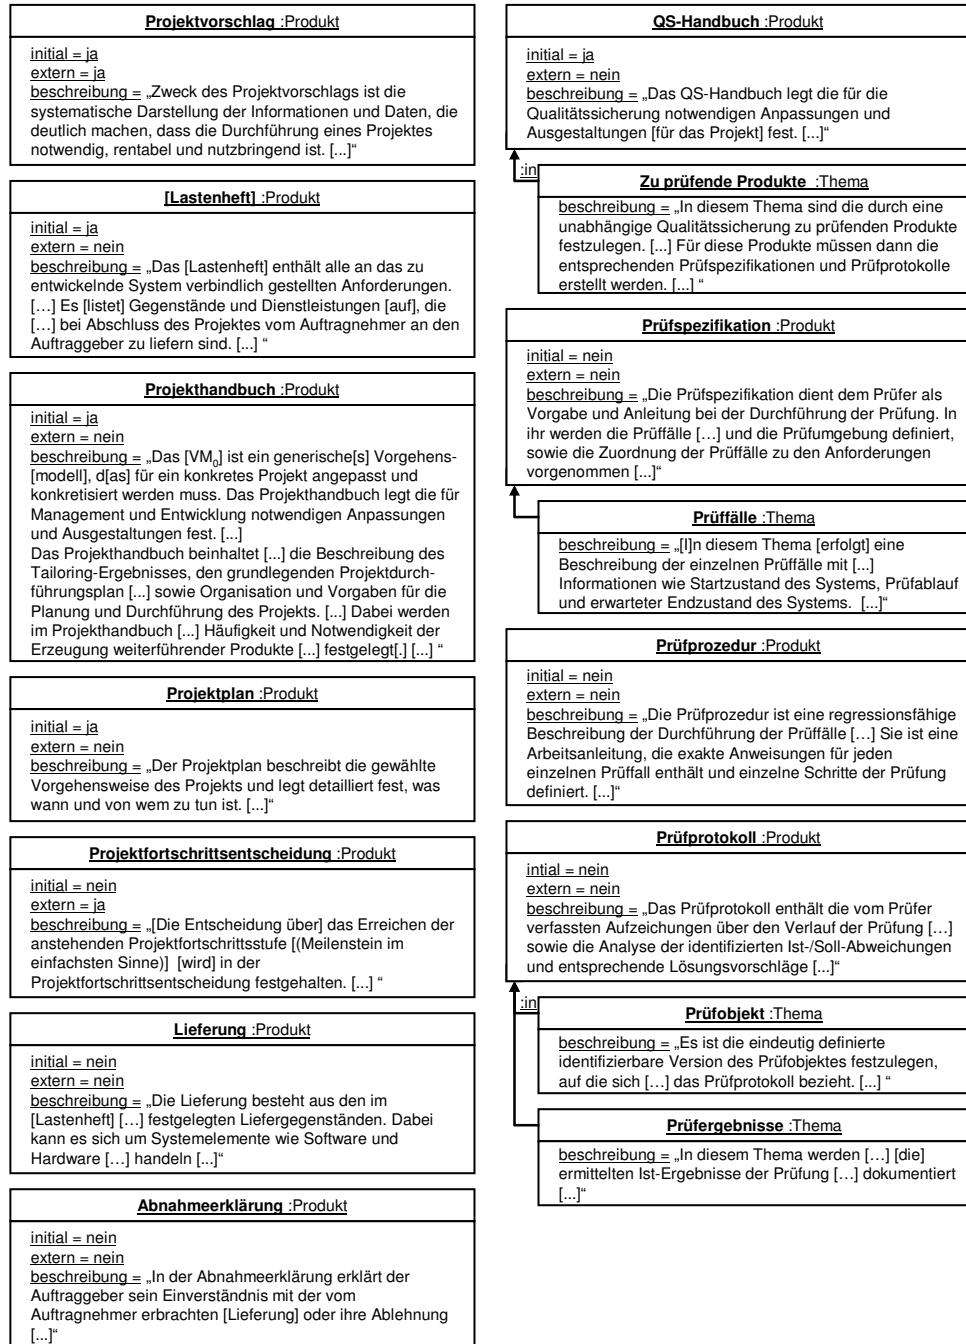 Projektvorschlag :Produkt
initial = ja
extern = ja
beschreibung = „Zweck des Projektvorschlags ist die
systematische Darstellung der Informationen und Daten, die
deutlich machen, dass die Durchführung eines Projektes
notwendig, rentabel und nutzbringend ist. [...]“
[Lastenheft] :Produkt
initial = ja
extern = nein
beschreibung = „Das [Lastenheft] enthält alle an das zu
entwickelnde System verbindlich gestellten Anforderungen.
[…] Es [listet] Gegenstände und Dienstleistungen [auf], die
[…] bei Abschluss des Projektes vom Auftragnehmer an den
Auftraggeber zu liefern sind. [...] “
Projekthandbuch :Produkt
initial = ja
extern = nein
beschreibung = „Das [VM0] ist ein generische[s] Vorgehens-
[modell], d[as] für ein konkretes Projekt angepasst und
konkretisiert werden muss. Das Projekthandbuch legt die für
Management und Entwicklung notwendigen Anpassungen
und Ausgestaltungen fest. [...]
Das Projekthandbuch beinhaltet [...] die Beschreibung des
Tailoring-Ergebnisses, den grundlegenden Projektdurch-
führungsplan [...] sowie Organisation und Vorgaben für die
Planung und Durchführung des Projekts. [...] Dabei werden
im Projekthandbuch [...] Häufigkeit und Notwendigkeit der
Erzeugung weiterführender Produkte [...] festgelegt[.] [...] “
Projektplan :Produkt
initial = ja
extern = nein
beschreibung = „Der Projektplan beschreibt die gewählte
Vorgehensweise des Projekts und legt detailliert fest, was
wann und von wem zu tun ist. [...]“
Projektfortschrittsentscheidung :Produkt
initial = nein
extern = ja
beschreibung = „[Die Entscheidung über] das Erreichen der
anstehenden Projektfortschrittsstufe [(Meilenstein im
einfachsten Sinne)] [wird] in der
Projektfortschrittsentscheidung festgehalten. [...] “
Lieferung :Produkt
initial = nein
extern = nein
beschreibung = „Die Lieferung besteht aus den im
[Lastenheft] […] festgelegten Liefergegenständen. Dabei
kann es sich um Systemelemente wie Software und
Hardware […] handeln [...]“
Abnahmeerklärung :Produkt
initial = nein
extern = nein
beschreibung = „In der Abnahmeerklärung erklärt der
Auftraggeber sein Einverständnis mit der vom
Auftragnehmer erbrachten [Lieferung] oder ihre Ablehnung
[...]“
QS-Handbuch :Produkt
initial = ja
extern = nein
beschreibung = „Das QS-Handbuch legt die für die
Qualitätssicherung notwendigen Anpassungen und
Ausgestaltungen [für das Projekt] fest. [...]“
:in
Zu prüfende Produkte :Thema
beschreibung = „In diesem Thema sind die durch eine
unabhängige Qualitätssicherung zu prüfenden Produkte
festzulegen. [...] Für diese Produkte müssen dann die
entsprechenden Prüfspezifikationen und Prüfprotokolle
erstellt werden. [...] “
Prüfspezifikation :Produkt
initial = nein
extern = nein
beschreibung = „Die Prüfspezifikation dient dem Prüfer als
Vorgabe und Anleitung bei der Durchführung der Prüfung. In
ihr werden die Prüffälle […] und die Prüfumgebung definiert,
sowie die Zuordnung der Prüffälle zu den Anforderungen
vorgenommen [...]“
Prüffälle :Thema
beschreibung = „[I]n diesem Thema [erfolgt] eine
Beschreibung der einzelnen Prüffälle mit [...]
Informationen wie Startzustand des Systems, Prüfablauf
und erwarteter Endzustand des Systems. [...]“
Prüfprozedur :Produkt
initial = nein
extern = nein
beschreibung = „Die Prüfprozedur ist eine regressionsfähige
Beschreibung der Durchführung der Prüffälle […] Sie ist eine
Arbeitsanleitung, die exakte Anweisungen für jeden
einzelnen Prüffall enthält und einzelne Schritte der Prüfung
definiert. [...]“
Prüfprotokoll :Produkt
intial = nein
extern = nein
beschreibung = „Das Prüfprotokoll enthält die vom Prüfer
verfassten Aufzeichungen über den Verlauf der Prüfung […]
sowie die Analyse der identifizierten Ist-/Soll-Abweichungen
und entsprechende Lösungsvorschläge [...]“
:in
Prüfobjekt :Thema
beschreibung = „Es ist die eindeutig definierte
identifizierbare Version des Prüfobjektes festzulegen,
auf die sich […] das Prüfprotokoll bezieht. [...] “
Prüfergebnisse :Thema
beschreibung = „In diesem Thema werden […] [die]
ermittelten Ist-Ergebnisse der Prüfung […] dokumentiert
[...]“